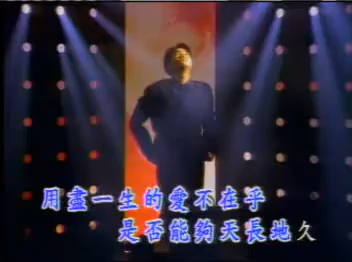 用盡一生的愛不在乎
是否能夠天長地久